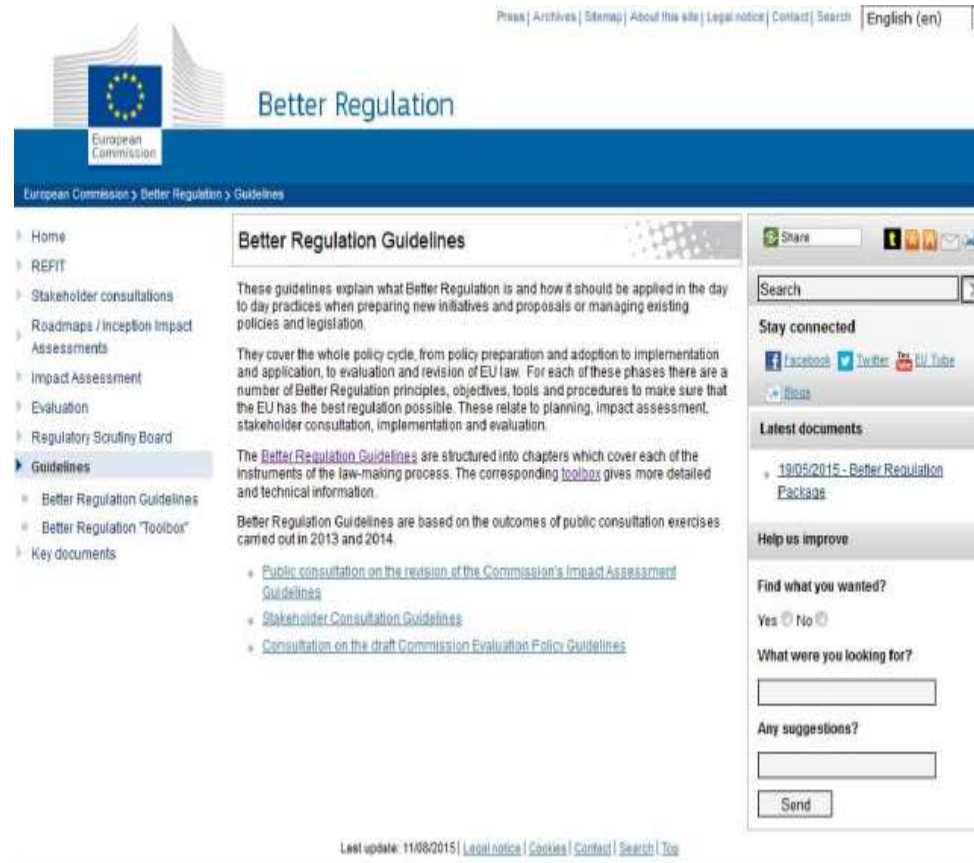 Press | Archives | Sitemap | About this site | Legal notice | Contact | Search
English (en)
European
Commission
Better Regulation
European Commission > Better Regulation > Guidelines
Home
REFIT
Stakeholder consultations
Roadmaps / Inception Impact
Assessments
Impact Assessment
Evaluation
Regulatory Scrutiny Board
Guidelines
Better Regulation Guidelines
Better Regulation "Toolbox"
Key documents
Better Regulation Guidelines
These guidelines explain what Better Regulation is and how it should be applied in the day
to day practices when preparing new initiatives and proposals or managing existing
policies and legislation.
They cover the whole policy cycle, from policy preparation and adoption to implementation
and application, to evaluation and revision of EU law. For each of these phases there are a
number of Better Regulation principles, objectives, tools and procedures to make sure that
the EU has the best regulation possible. These relate to planning, impact assessment,
stakeholder consultation, implementation and evaluation.
The Better Regulation Guidelines are structured into chapters which cover each of the
instruments of the law-making process. The corresponding toolbox gives more detailed
and technical information.
Better Regulation Guidelines are based on the outcomes of public consultation exercises
carried out in 2013 and 2014.
Public consultation on the revision of the Commission's Impact Assessment
Guidelines
Stakeholder Consultation Guidelines
Consultation on the draft Commission Evaluation Policy Guidelines
Share
t
A A
Search
Stay connected
Facebook Twitter EU Tube
Blogs
Latest documents
19/05/2015 - Better Regulation
Package
Help us improve
Find what you wanted?
Yes No
What were you looking for?
Any suggestions?
Send
Last update: 11/08/2015 | Legal notice | Cookies | Contact | Search | Top